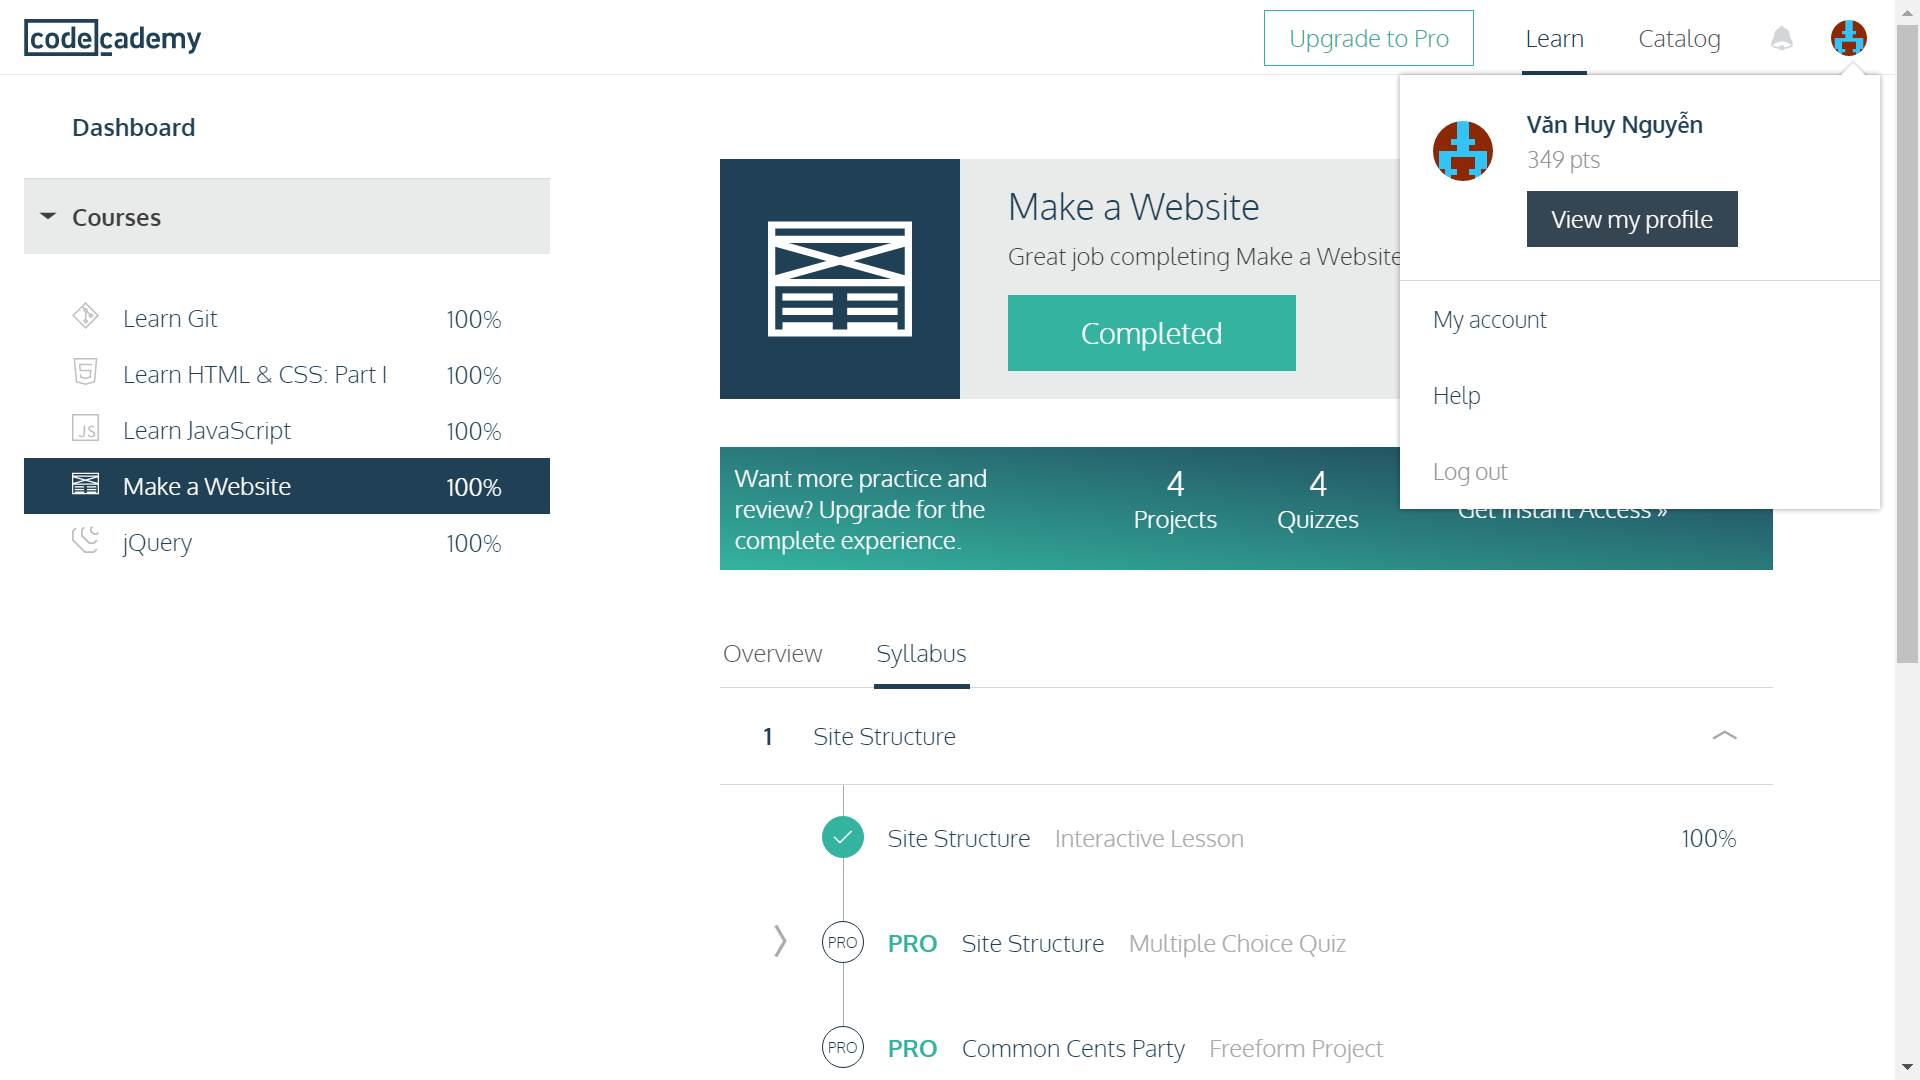 codecademy
Upgrade to Pro
Learn
Catalog
Dashboard
Courses
Learn Git 100%
Learn HTML & CSS: Part I 100%
JS Learn JavaScript 100%
Make a Website 100%
jQuery 100%
Make a Website
Great job completing Make a Website
Completed
Văn Huy Nguyễn
349 pts
View my profile
My account
Help
Log out
Want more practice and
review? Upgrade for the
complete experience.
4
Projects
4
Quizzes
Get Instant Access »
Overview
Syllabus
1 Site Structure
Site Structure Interactive Lesson 100%
PRO PRO Site Structure Multiple Choice Quiz
PRO PRO Common Cents Party Freeform Project